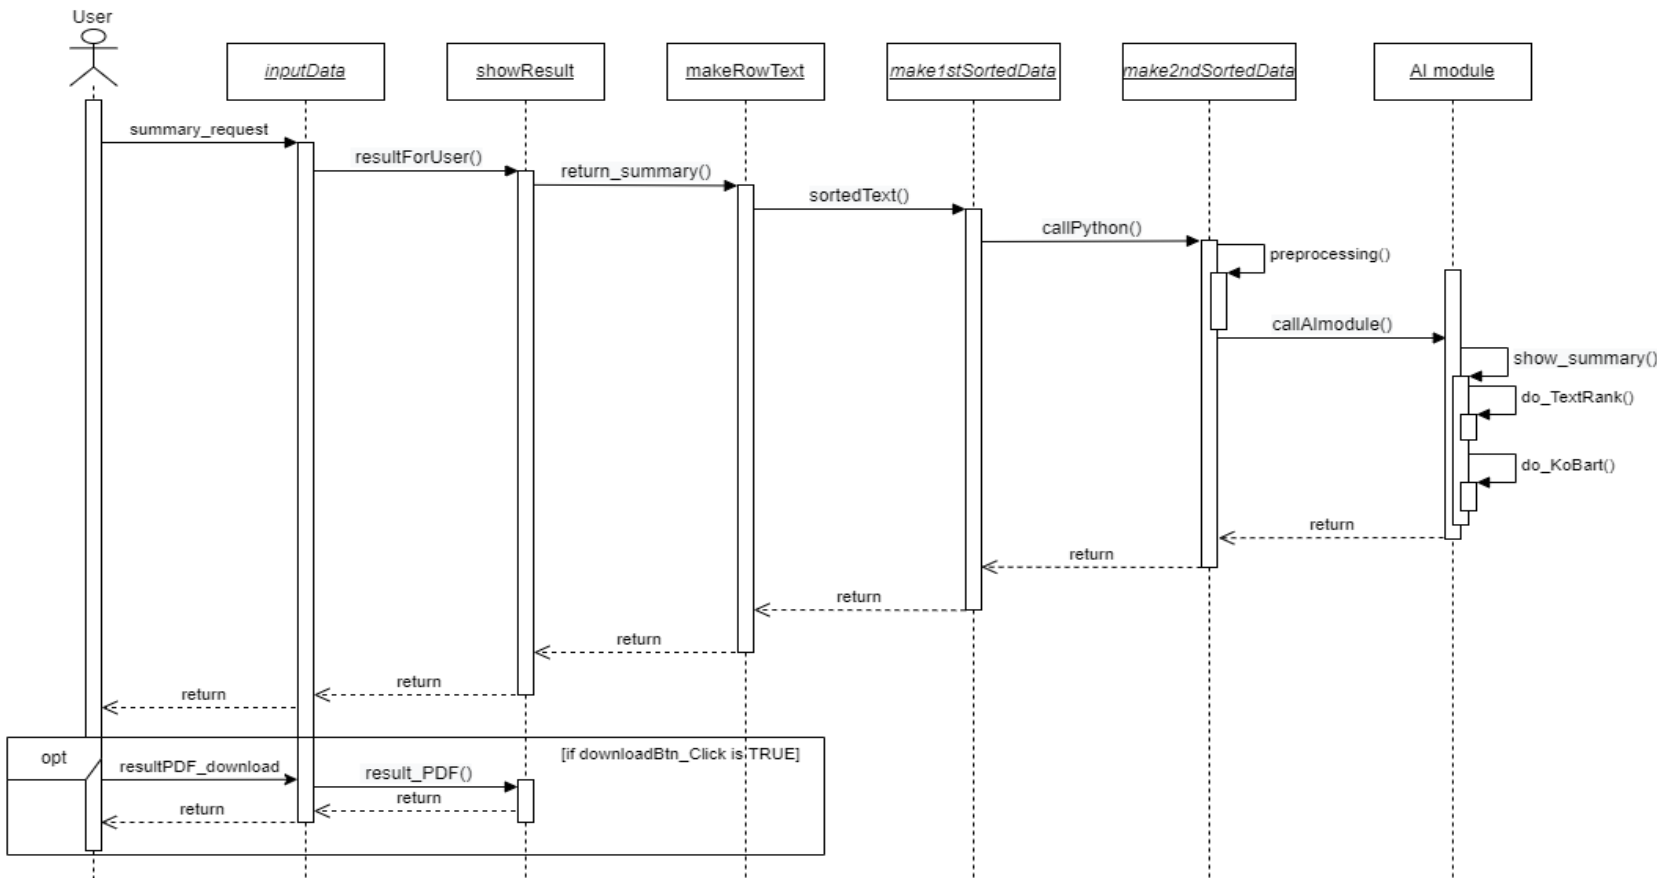 User
inputData
showResult
makeRowText
make1stSortedData
make2ndSortedData
AI module
summary_request
resultForUser()
return_summary()
sortedText()
callPython()
preprocessing()
callAImodule()
show_summary()
do_TextRank()
do_KoBart()
return
return
return
return
return
return
opt
[if downloadBtn_Click is TRUE]
resultPDF_download
result_PDF()
return
return